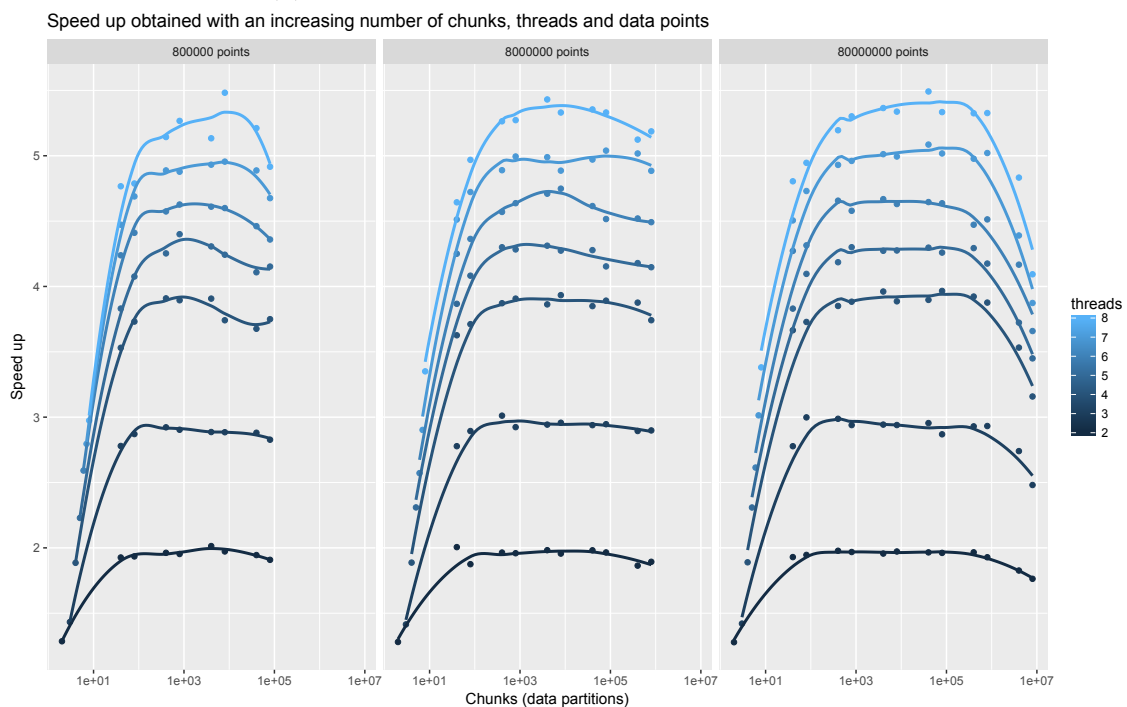 Speed up obtained with an increasing number of chunks, threads and data points
800000 points
8000000 points
80000000 points
5
4
3
2
Speed up
1e+01 1e+03 1e+05 1e+07
1e+01 1e+03 1e+05 1e+07
1e+01 1e+03 1e+05 1e+07
Chunks (data partitions)
threads
8
7
6
5
4
3
2